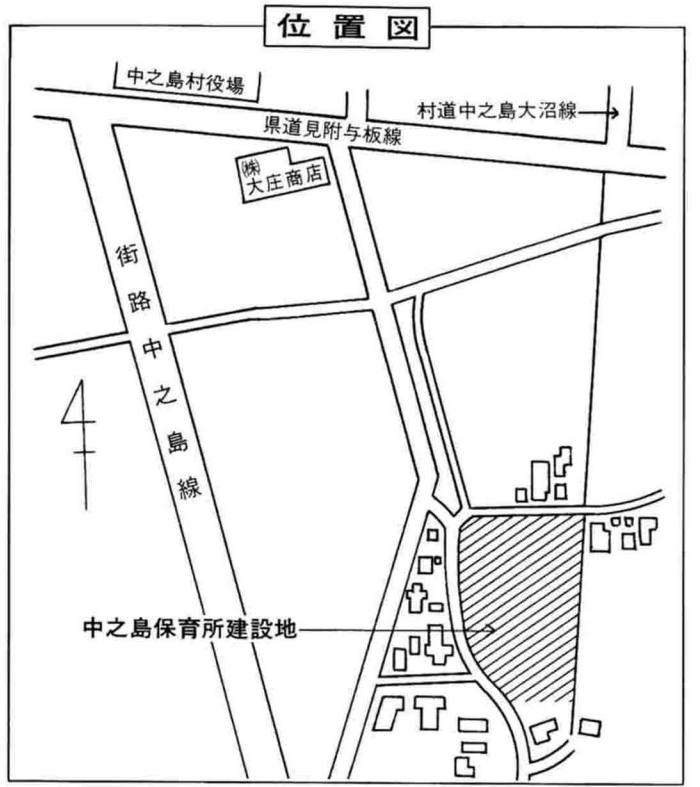 位置図
中之島村役場
村道中之島大沼線
県道見附与板線
㈱
大庄商店
街路中之島線
中之島保育所建設地